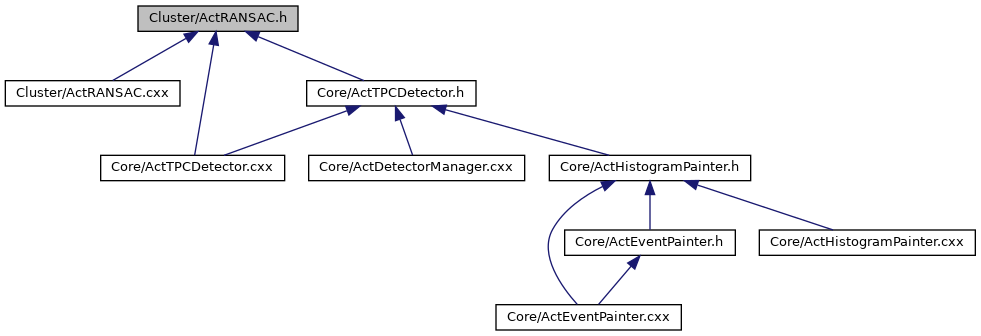 Cluster/ActRANSAC.h
Cluster/ActRANSAC.cxx
Core/ActTPCDetector.h
Core/ActTPCDetector.cxx
Core/ActDetectorManager.cxx
Core/ActHistogramPainter.h
Core/ActEventPainter.h
Core/ActHistogramPainter.cxx
Core/ActEventPainter.cxx